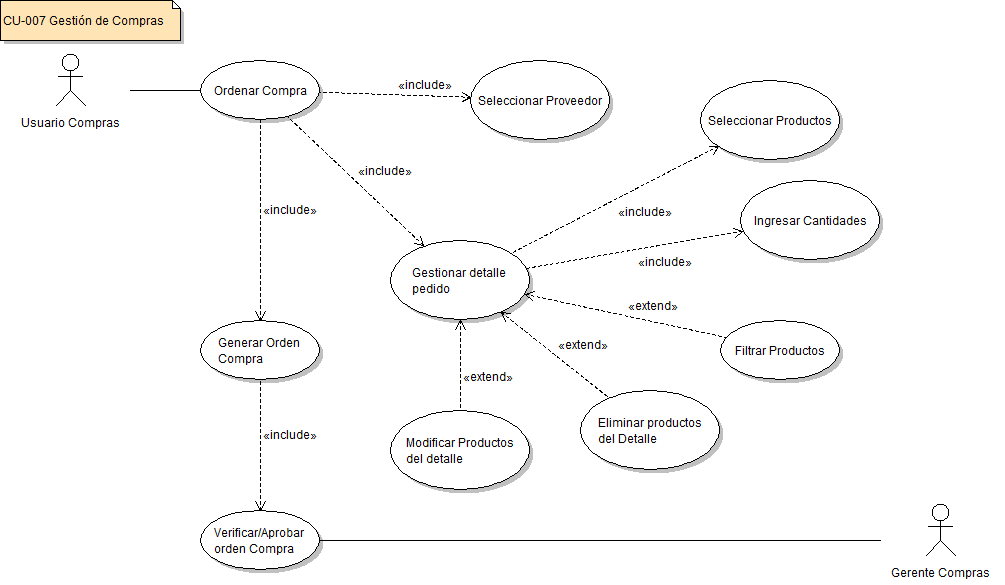 CU-007 Gestión de Compras
Usuario Compras
Ordenar Compra
«include»
Seleccionar Proveedor
Seleccionar Productos
«include»
«include»
«include»
Ingresar Cantidades
«include»
Gestionar detalle
pedido
«extend»
Generar Orden
Compra
«extend»
Filtrar Productos
«extend»
«include»
Modificar Productos
del detalle
Eliminar productos
del Detalle
Verificar/Aprobar
orden Compra
Gerente Compras